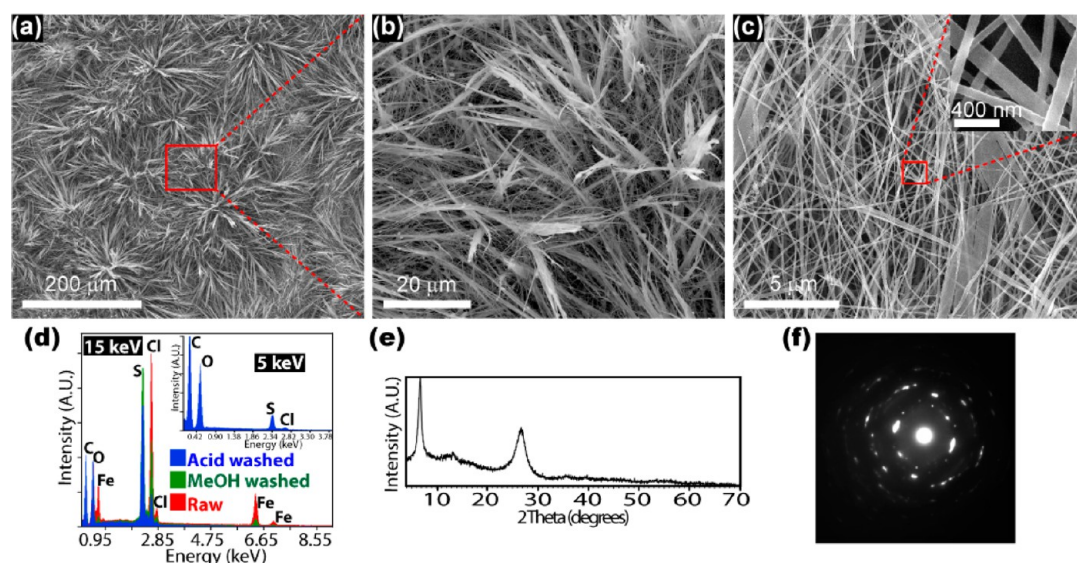 (a)
(b)
(c)
400 nm
200 μm
20 μm
5 μm
(d)
(e)
(f)
15 keV
Cl
S
C
O
Fe
Cl
Fe
Fe
Intensity (A.U.)
0.95 2.85 4.75 6.65 8.55
Energy (keV)
C
O
5 keV
S
Cl
Intensity (A.U.)
0.42 0.90 1.38 1.86 2.34 2.82 3.30 3.78
Energy (keV)
Acid washed
MeOH washed
Raw
Intensity (A.U.)
10 20 30 40 50 60 70
2Theta (degrees)